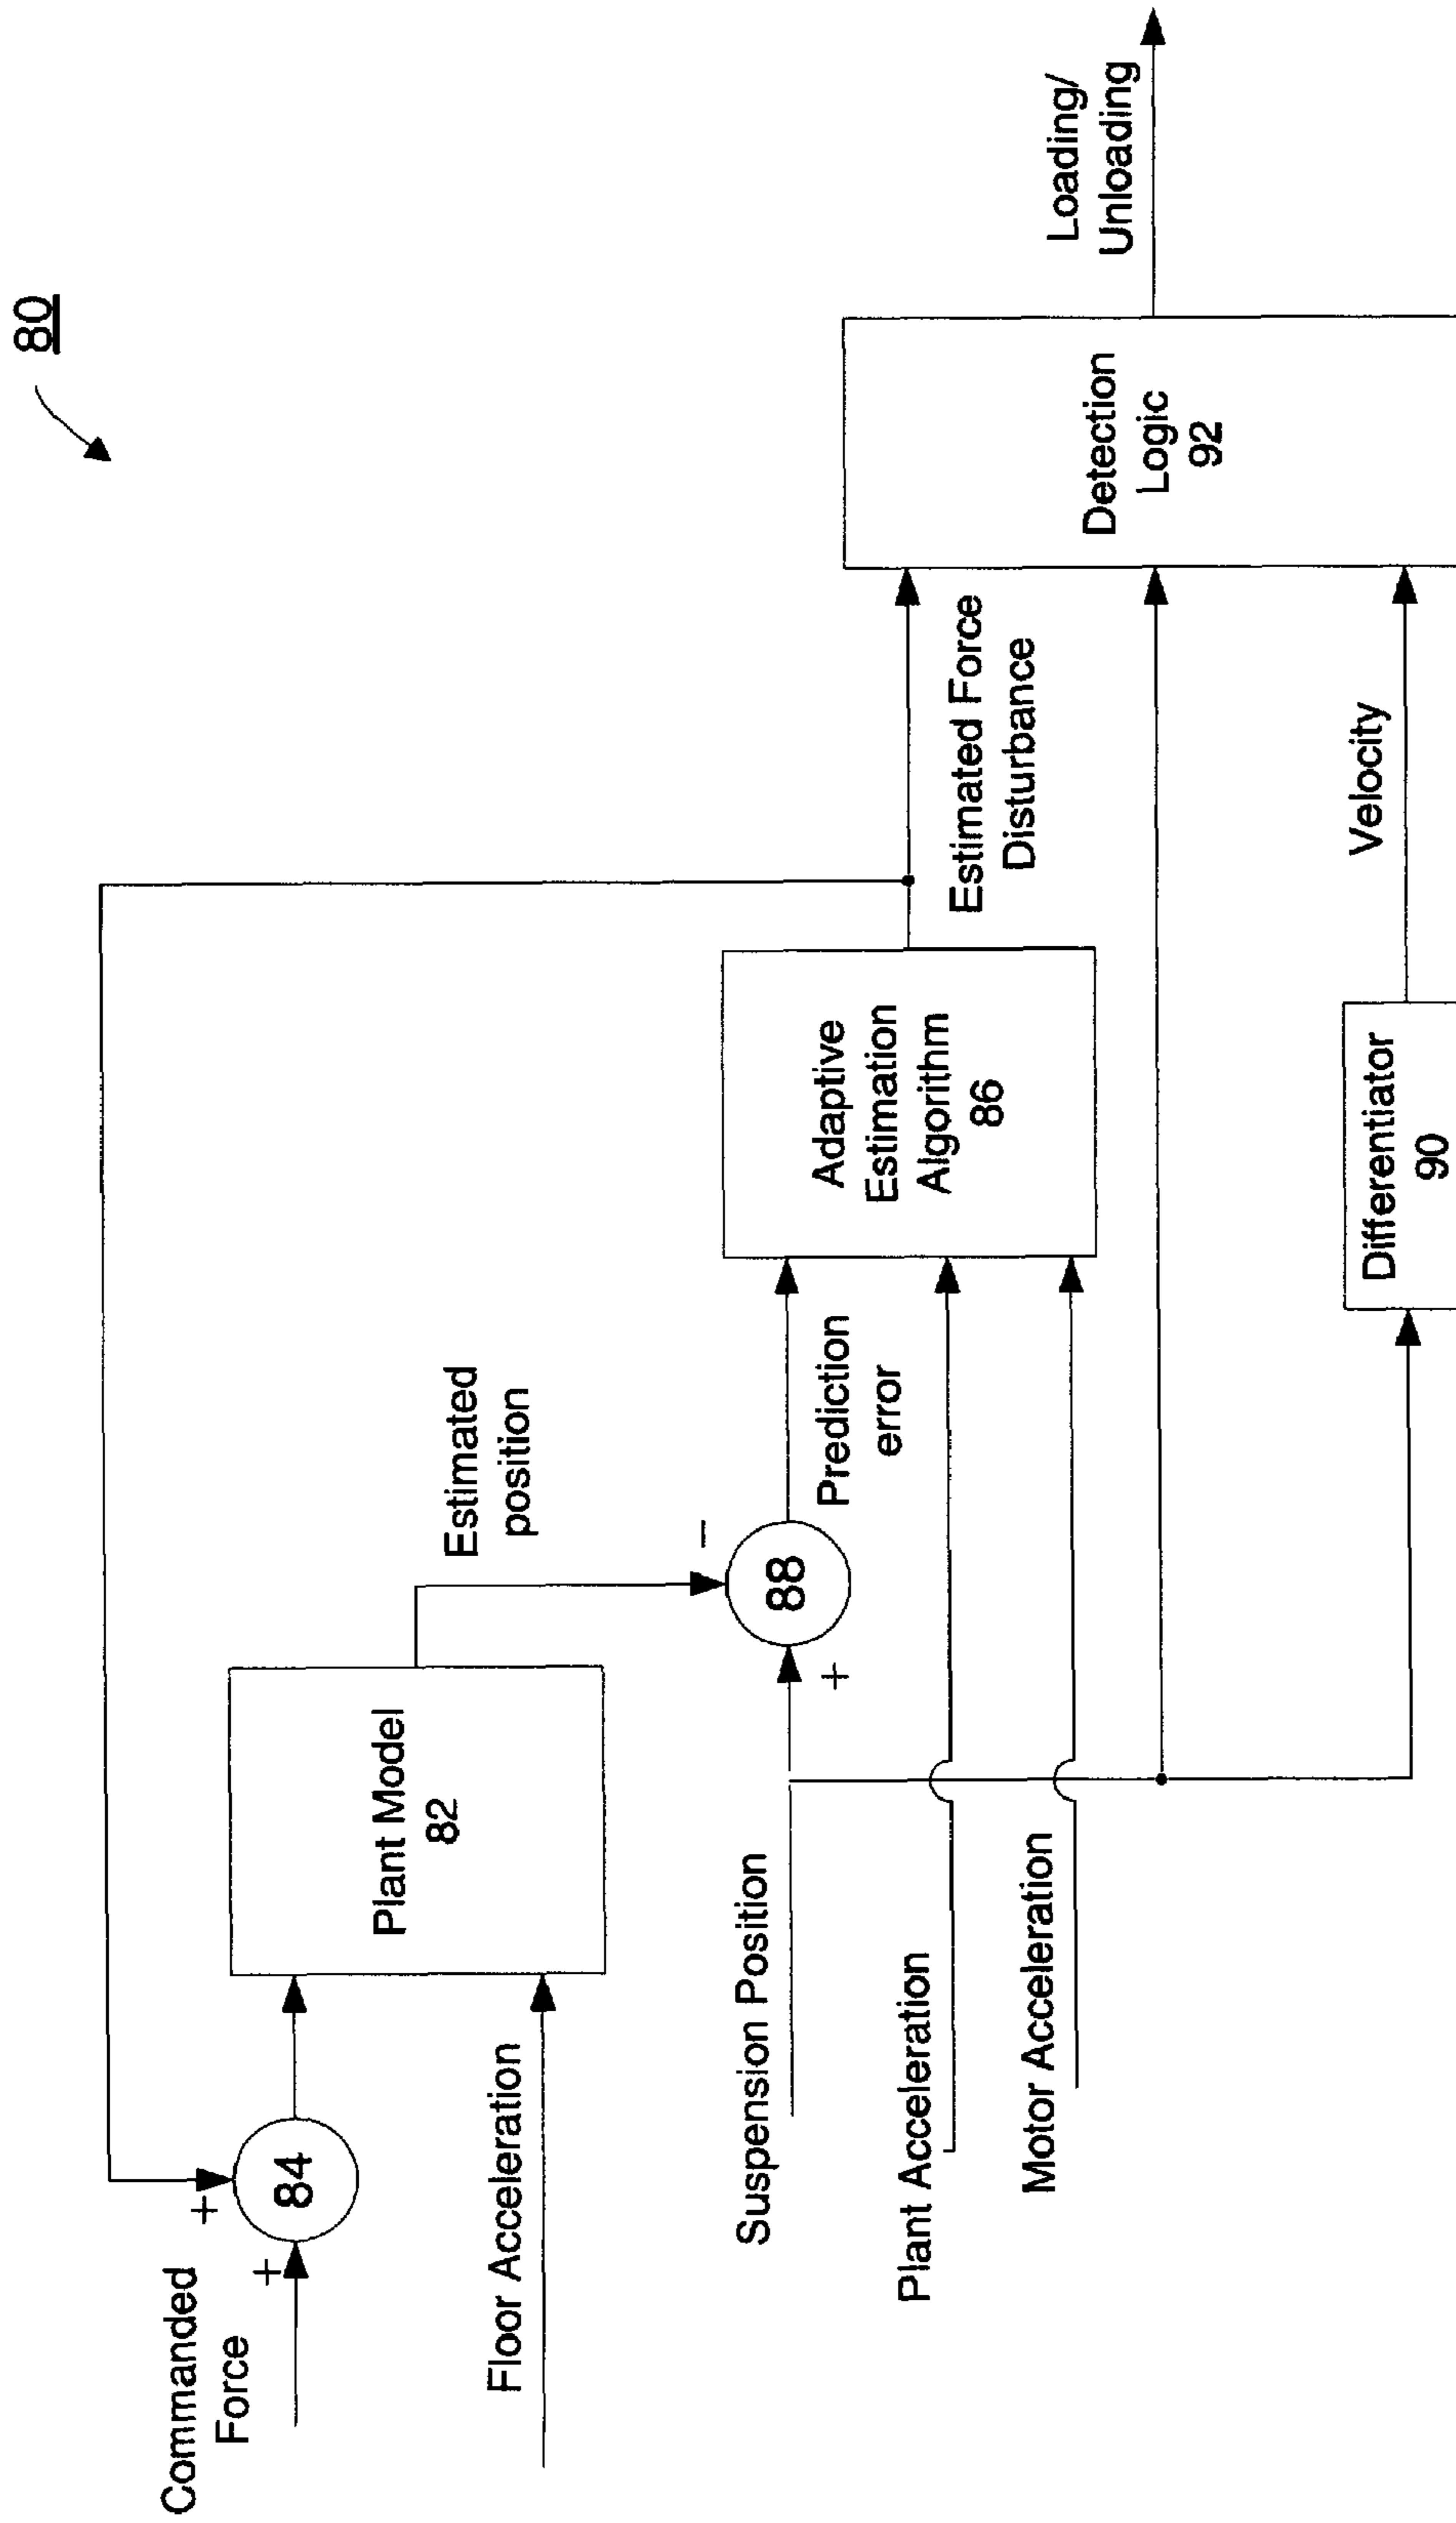 80
Commanded
Force
+
+
84
Floor Acceleration
Plant Model
82
Estimated
position
Suspension Position
+
−
88
Prediction
error
Plant Acceleration
Motor Acceleration
Adaptive
Estimation
Algorithm
86
Estimated Force
Disturbance
Differentiator
90
Velocity
Detection
Logic
92
Loading/
Unloading